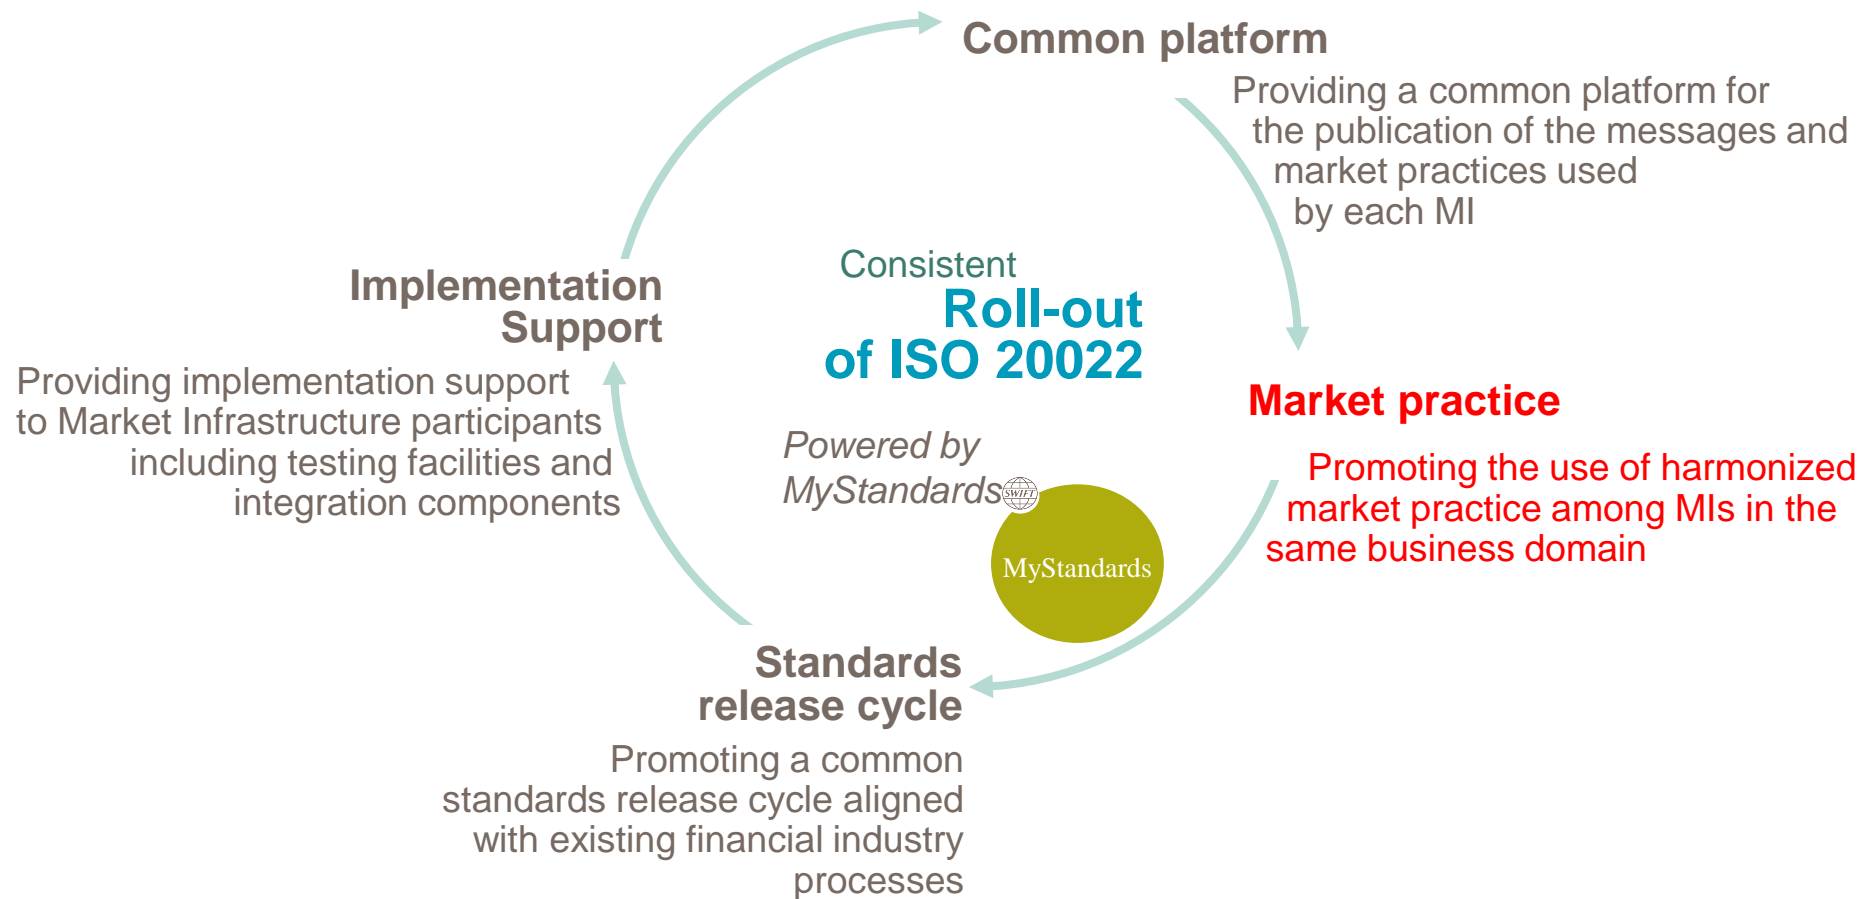 Common platform
Providing a common platform for
the publication of the messages and
market practices used
by each MI
Consistent
Roll-out
of ISO 20022
Powered by
MyStandards
SWIFT
MyStandards
Market practice
Promoting the use of harmonized
market practice among MIs in the
same business domain
Standards
release cycle
Promoting a common
standards release cycle aligned
with existing financial industry
processes
Implementation
Support
Providing implementation support
to Market Infrastructure participants
including testing facilities and
integration components